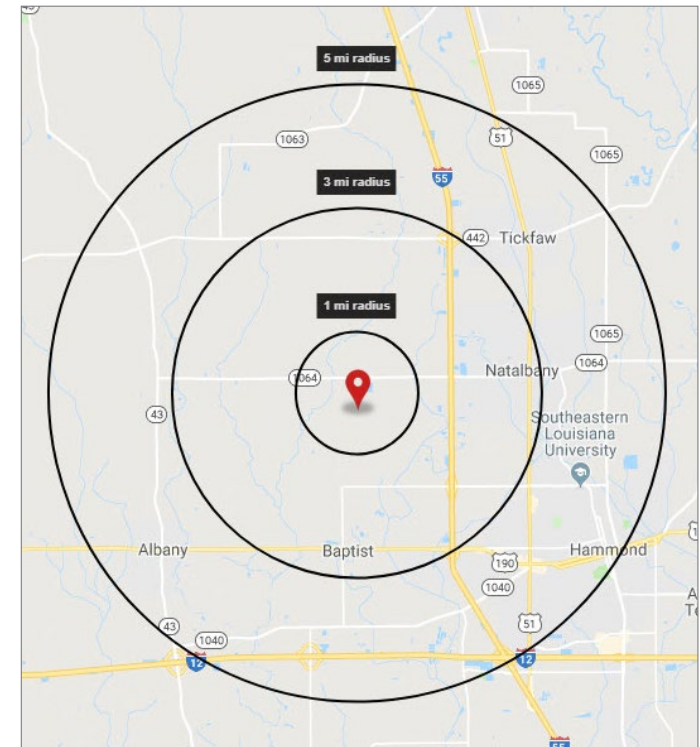 43
5 mi radius
1065
1063
51
1065
3 mi radius
55
442
Tickfaw
1 mi radius
1065
1064
Natalbany
1064
43
Southeastern
Louisiana
University
Albany
Baptist
Hammond
190
1040
51
43
1040
12
12
55